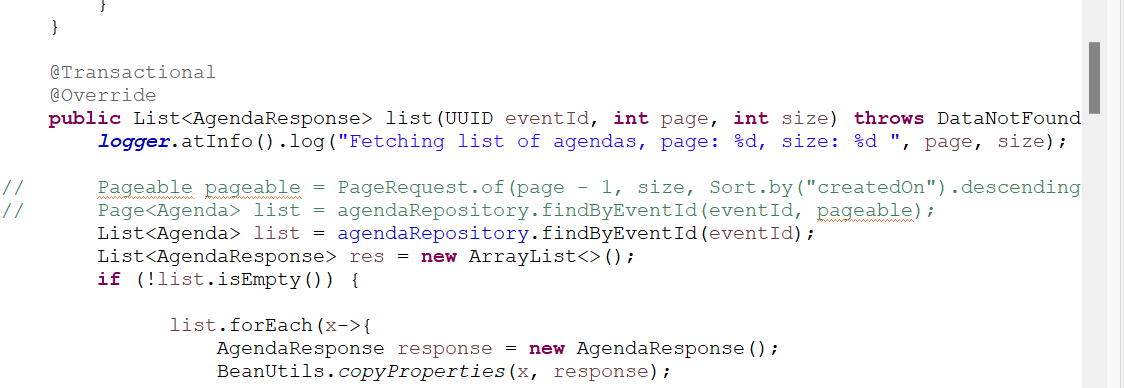 }
}
@Transactional
@Override
public List<AgendaResponse> list(UUID eventId, int page, int size) throws DataNotFound
logger.atInfo().log("Fetching list of agendas, page: %d, size: %d ", page, size);
//      Pageable pageable = PageRequest.of(page - 1, size, Sort.by("createdOn").descending
//      Page<Agenda> list = agendaRepository.findByEventId(eventId, pageable);
List<Agenda> list = agendaRepository.findByEventId(eventId);
List<AgendaResponse> res = new ArrayList<>();
if (!list.isEmpty()) {
list.forEach(x->{
AgendaResponse response = new AgendaResponse();
BeanUtils.copyProperties(x, response);